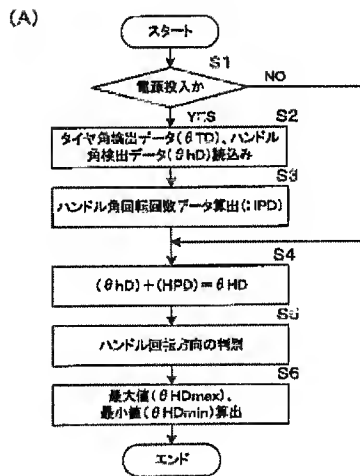 (A)
スタート
S1
電源投入か
NO
YES
S2
タイヤ角検出データ(θTD)、ハンドル
角検出データ(θhD)読込み
S3
ハンドル角回転回数データ算出(:HPD)
S4
(θhD)+(HPD)=θHD
S5
ハンドル回転方向の判別
S6
最大値(θHDmax)、
最小値(θHDmin)算出
エンド